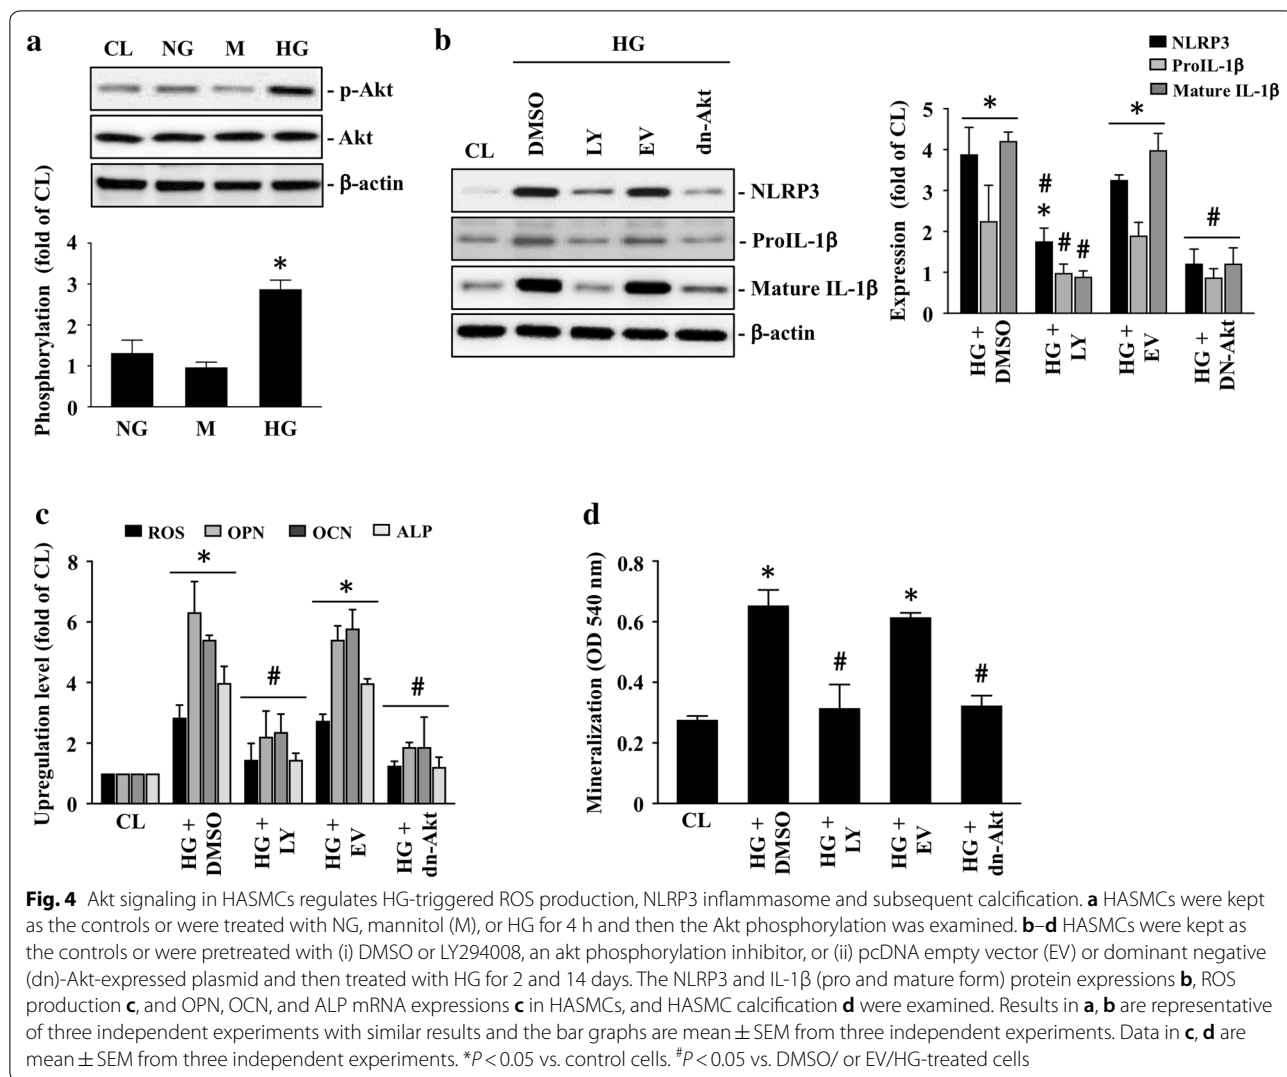 a
CL NG M HG
- p-Akt
- Akt
- β-actin
Phosphorylation (fold of CL)
4
3
2
1
0
*
NG M HG
b
HG
CL DMSO LY EV dn-Akt
- NLRP3
- ProIL-1β
- Mature IL-1β
- β-actin
NLRP3
ProIL-1β
Mature IL-1β
Expression (fold of CL)
5
4
3
2
1
0
* # * # # * #
HG + DMSO
HG + LY
HG + EV
HG + DN-Akt
c
ROS OPN OCN ALP
Upregulation level (fold of CL)
8
6
4
2
0
* # * #
CL
HG + DMSO
HG + LY
HG + EV
HG + dn-Akt
d
Mineralization (OD 540 nm)
0.8
0.6
0.4
0.2
0
* # * #
CL
HG + DMSO
HG + LY
HG + EV
HG + dn-Akt
Fig. 4 Akt signaling in HASMCs regulates HG-triggered ROS production, NLRP3 inflammasome and subsequent calcification. a HASMCs were kept
as the controls or were treated with NG, mannitol (M), or HG for 4 h and then the Akt phosphorylation was examined. b–d HASMCs were kept as
the controls or were pretreated with (i) DMSO or LY294008, an akt phosphorylation inhibitor, or (ii) pcDNA empty vector (EV) or dominant negative
(dn)-Akt-expressed plasmid and then treated with HG for 2 and 14 days. The NLRP3 and IL-1β (pro and mature form) protein expressions b, ROS
production c, and OPN, OCN, and ALP mRNA expressions c in HASMCs, and HASMC calcification d were examined. Results in a, b are representative
of three independent experiments with similar results and the bar graphs are mean ± SEM from three independent experiments. Data in c, d are
mean ± SEM from three independent experiments. *P < 0.05 vs. control cells. #P < 0.05 vs. DMSO/ or EV/HG-treated cells